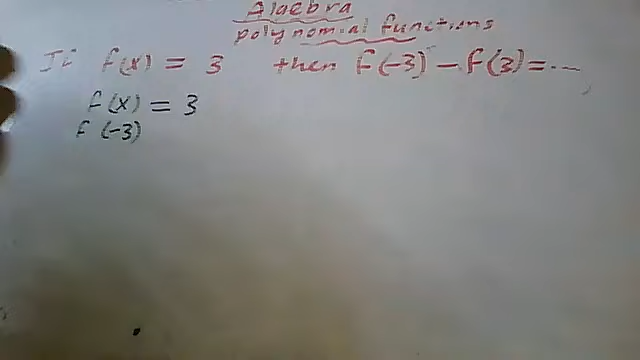 Algebra
polynomial functions
If f(x) = 3 then f(-3) - f(3) = ...
f(x) = 3
f(-3)